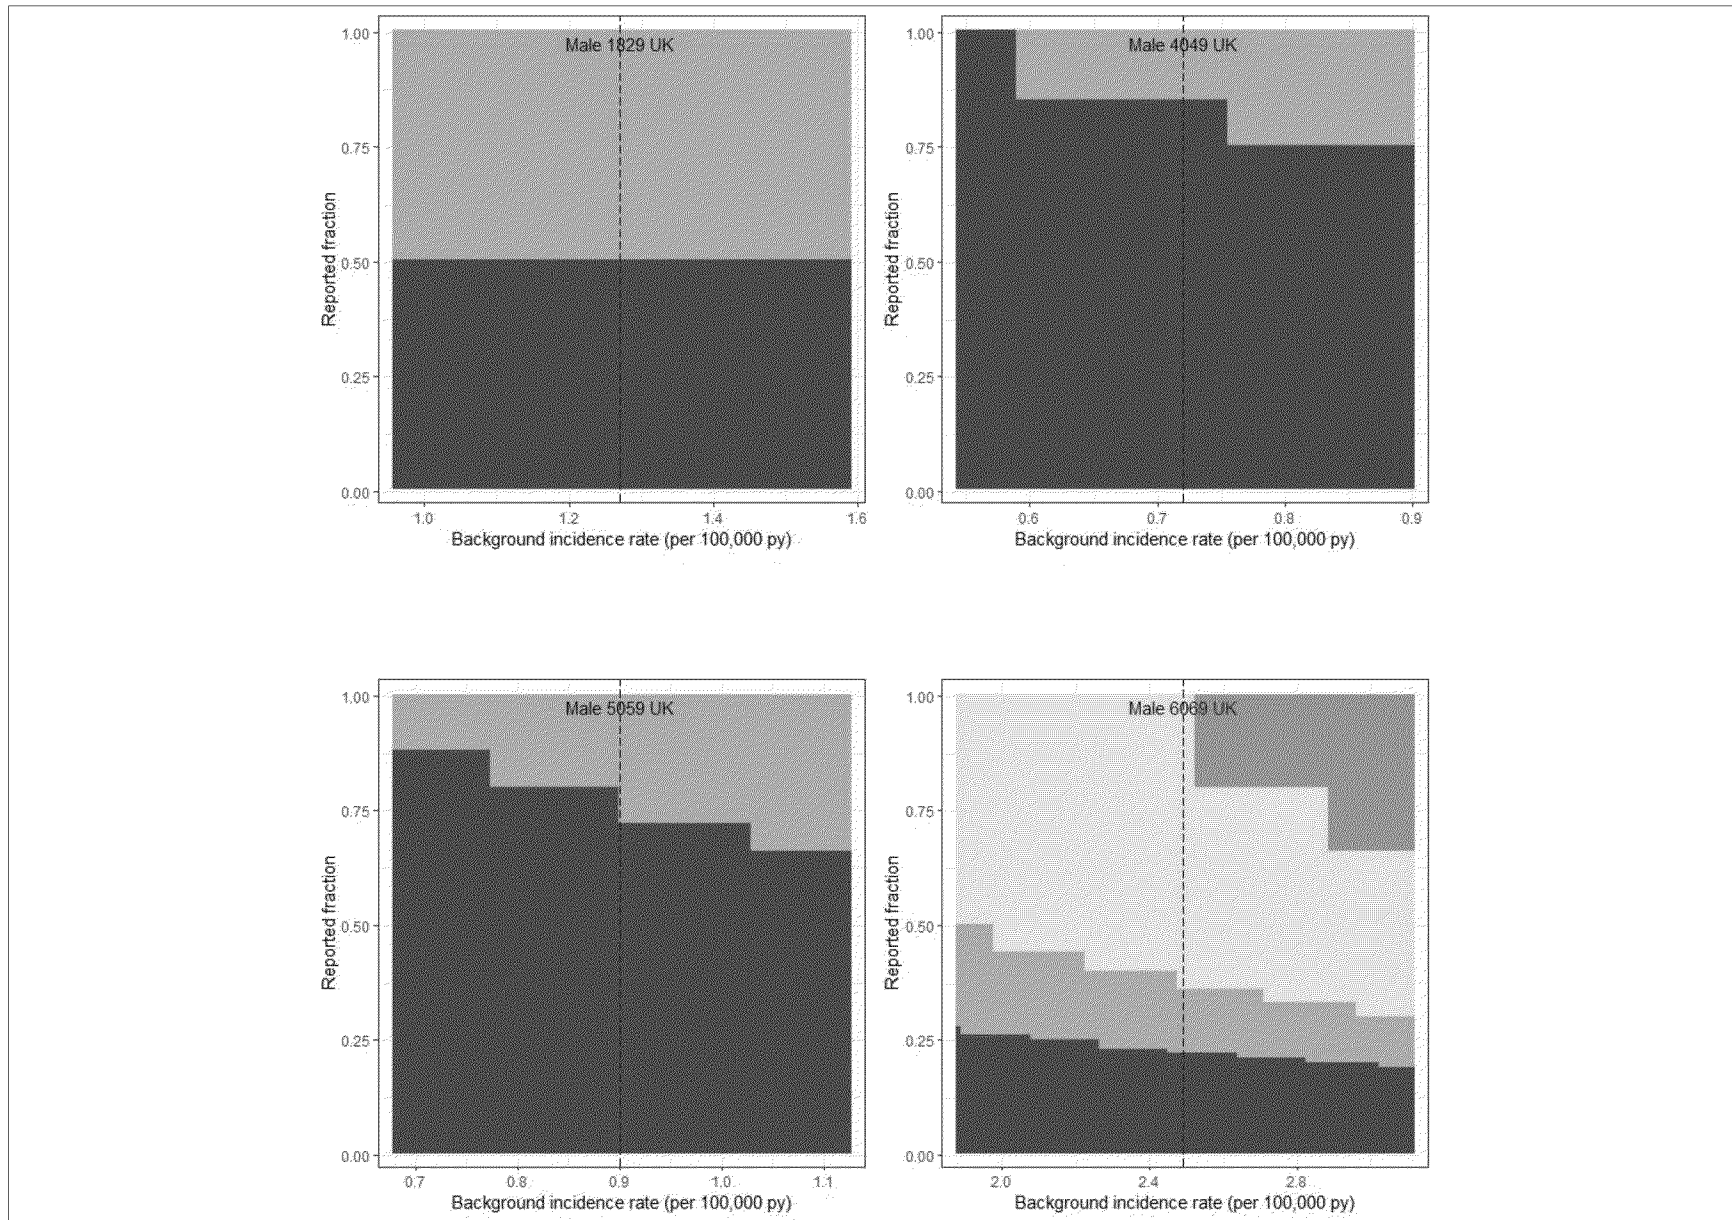 Male 1829 UK
1.00
0.75
0.50
0.25
0.00
Reported fraction
1.0 1.2 1.4 1.6
Background incidence rate (per 100,000 py)
Male 4049 UK
1.00
0.75
0.50
0.25
0.00
Reported fraction
0.6 0.7 0.8 0.9
Background incidence rate (per 100,000 py)
Male 5059 UK
1.00
0.75
0.50
0.25
0.00
Reported fraction
0.7 0.8 0.9 1.0 1.1
Background incidence rate (per 100,000 py)
Male 6069 UK
1.00
0.75
0.50
0.25
0.00
Reported fraction
2.0 2.4 2.8
Background incidence rate (per 100,000 py)